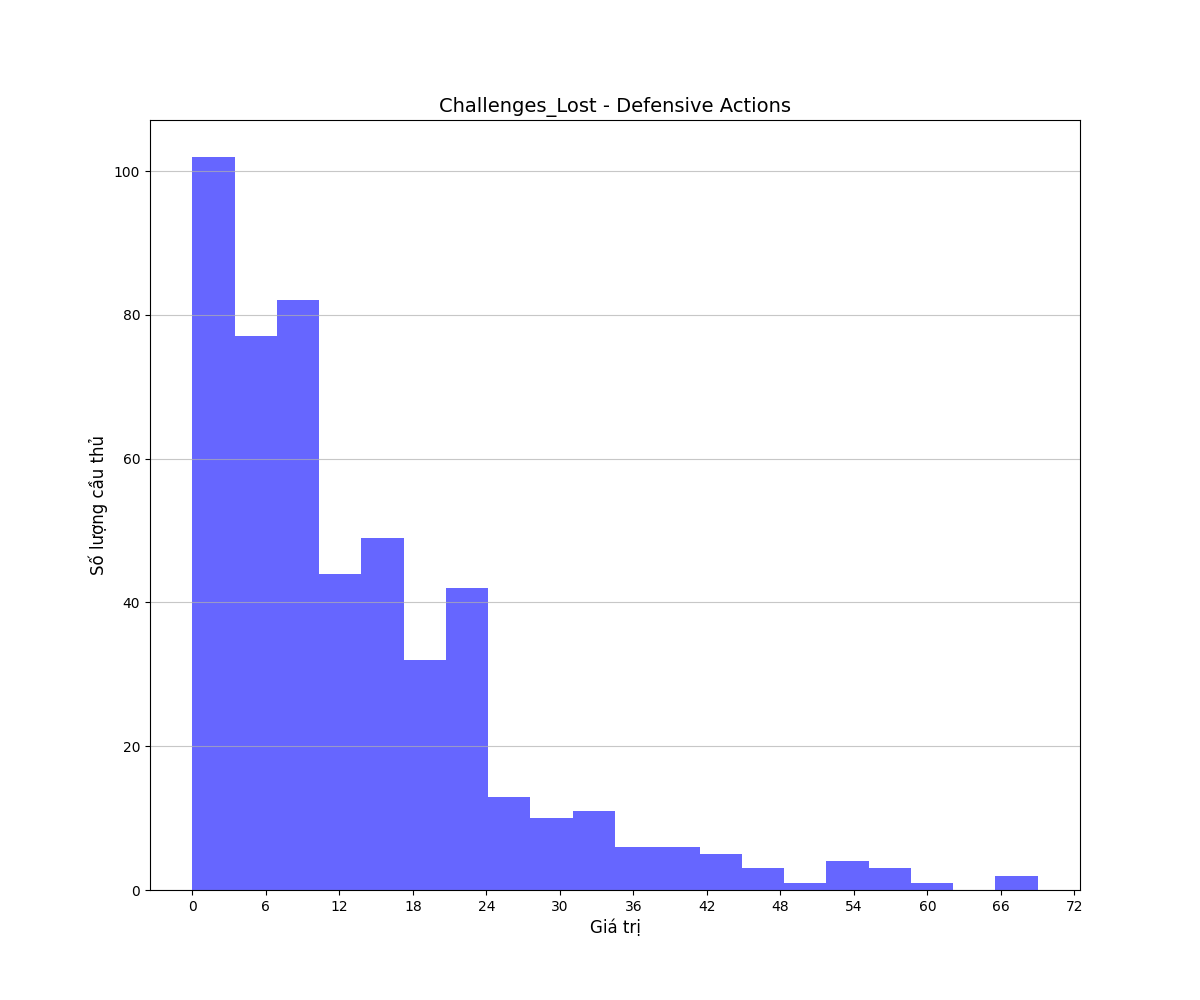 Challenges_Lost - Defensive Actions
100
80
60
40
20
0
Số lượng cầu thủ
0 6 12 18 24 30 36 42 48 54 60 66 72
Giá trị